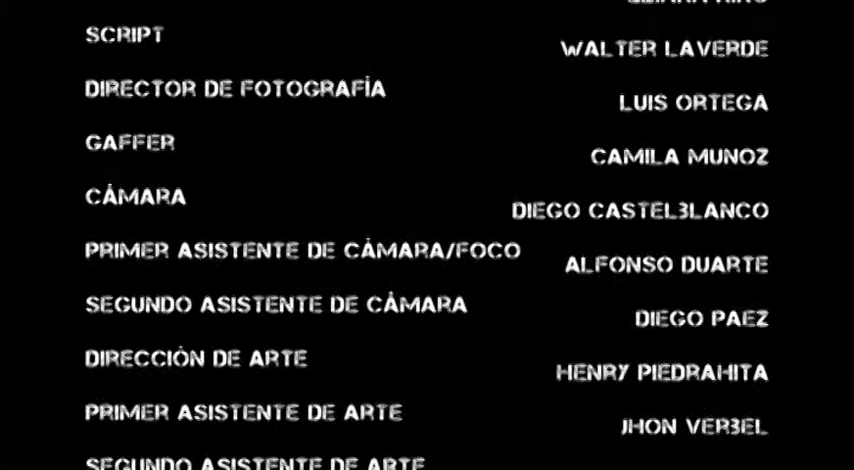 SCRIPT
WALTER LAVERDE
DIRECTOR DE FOTOGRAFÍA
LUIS ORTEGA
GAFFER
CAMILA MUNOZ
CÁMARA
DIEGO CASTELBLANCO
PRIMER ASISTENTE DE CÁMARA/FOCO
ALFONSO DUARTE
SEGUNDO ASISTENTE DE CÁMARA
DIEGO PAEZ
DIRECCIÓN DE ARTE
HENRY PIEDRAHITA
PRIMER ASISTENTE DE ARTE
JHON VERBEL
SEGUNDO ASISTENTE DE ARTE